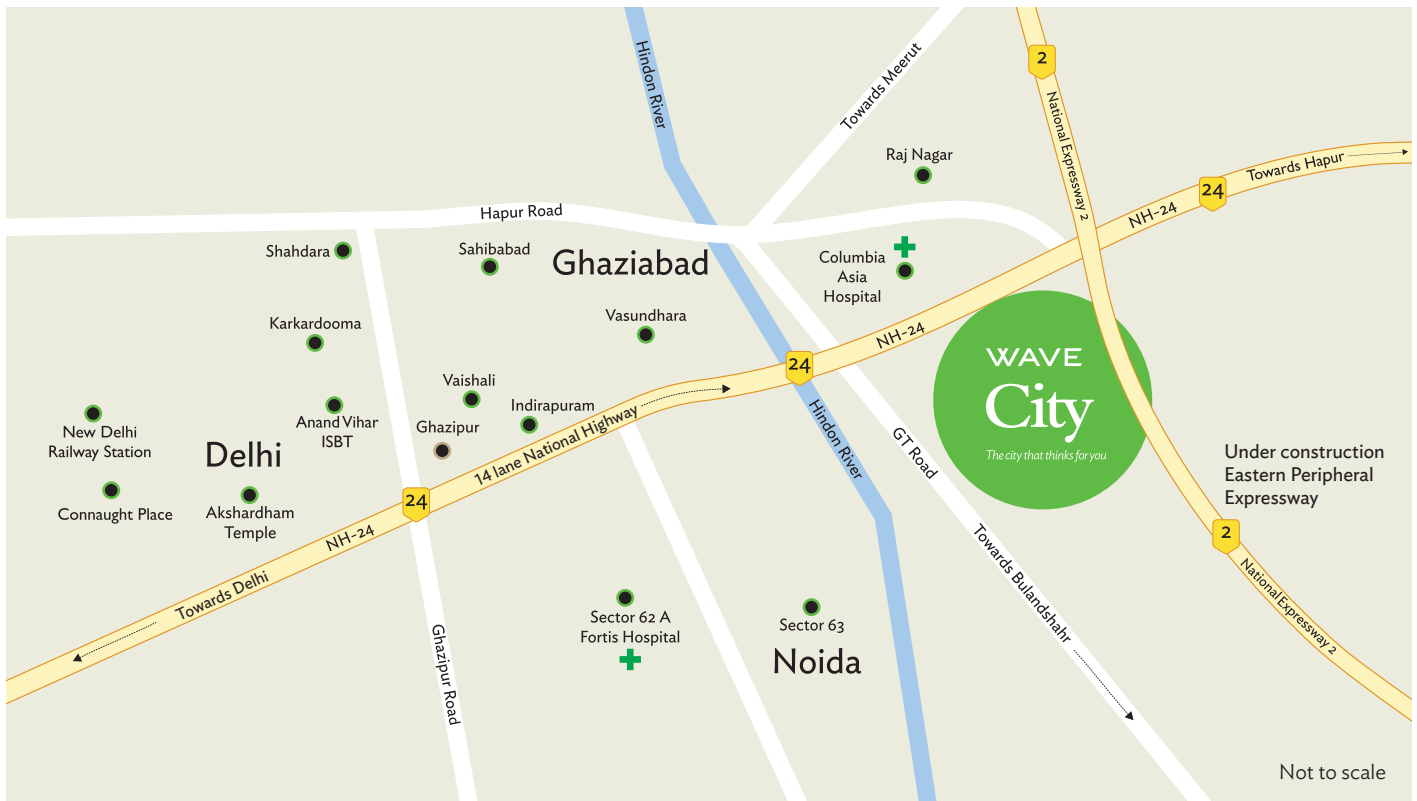 Hindon River
Towards Meerut
2
National Expressway 2
Raj Nagar
24
Towards Hapur
NH-24
Hapur Road
Shahdara
Sahibabad
Ghaziabad
Columbia
Asia
Hospital
Karkardooma
Vasundhara
NH-24
WAVE
City
The city that thinks for you
24
Vaishali
Indirapuram
Anand Vihar
ISBT
Ghazipur
14 lane National Highway
New Delhi
Railway Station
Delhi
Hindon River
GT Road
Under construction
Eastern Peripheral
Expressway
24
Connaught Place
Akshardham
Temple
NH-24
2
Towards Delhi
Towards Bulandshahr
National Expressway 2
Sector 62 A
Fortis Hospital
Sector 63
Noida
Ghazipur Road
Not to scale